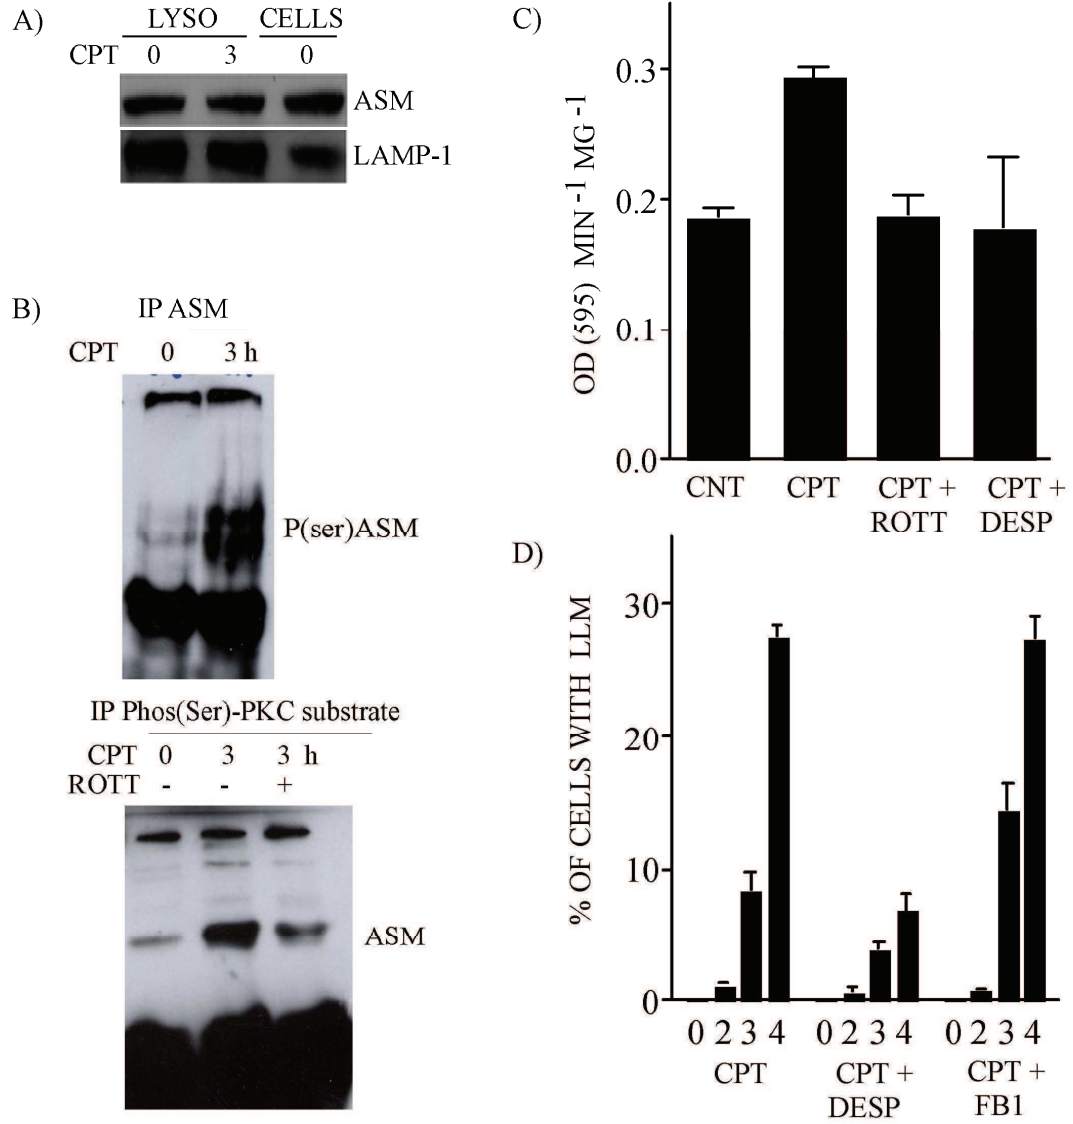 A)
LYSO CELLS
CPT 0 3 0
ASM
LAMP-1
B)
IP ASM
CPT 0 3 h
P(ser)ASM
IP Phos(Ser)-PKC substrate
CPT 0 3 3 h
ROTT - - +
ASM
C)
OD (595) MIN-1 MG-1
0.3
0.2
0.1
0.0
CNT CPT CPT + CPT +
ROTT DESP
D)
% OF CELLS WITH LLM
30
20
10
0
0 2 3 4 0 2 3 4 0 2 3 4
CPT CPT + CPT +
DESP FB1